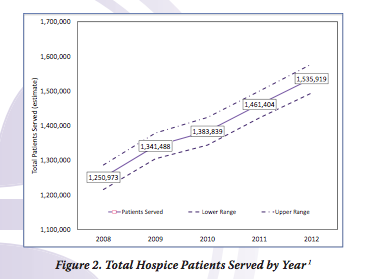 1,700,000
1,600,000
1,500,000
1,400,000
1,300,000
1,200,000
1,100,000
Total Patients Served (estimate)
1,250,973
1,341,488
1,383,839
1,461,404
1,535,919
Patients Served
Lower Range
Upper Range
2008 2009 2010 2011 2012
Figure 2. Total Hospice Patients Served by Year¹